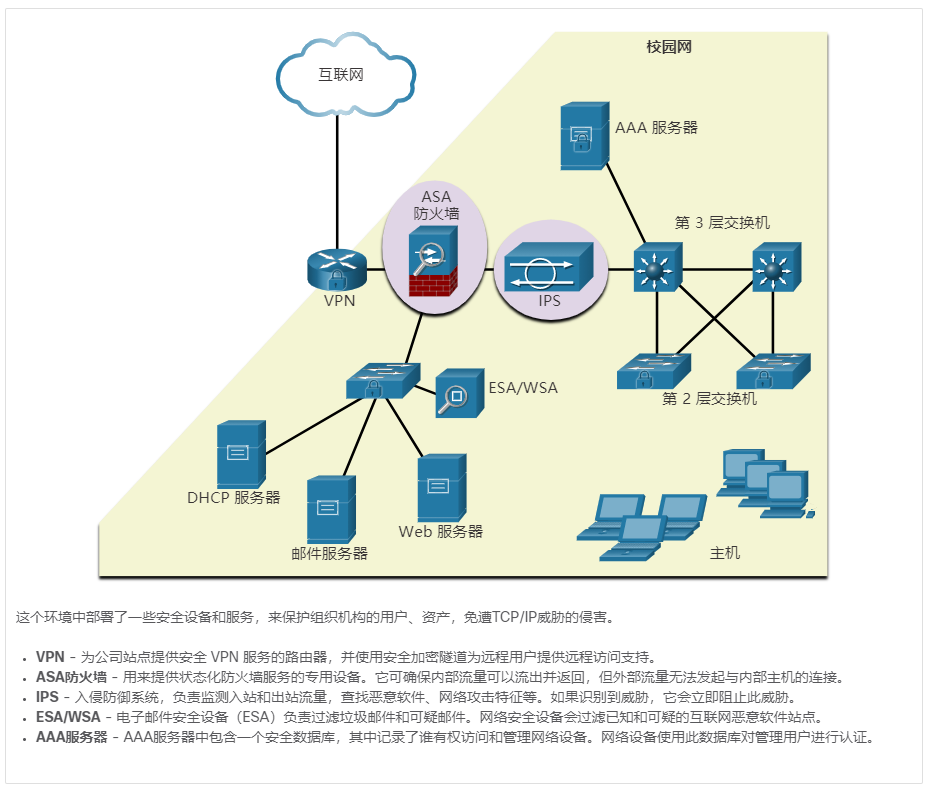 校园网
互联网
AAA 服务器
ASA
防火墙
第 3 层交换机
VPN
IPS
ESA/WSA
第 2 层交换机
DHCP 服务器
Web 服务器
邮件服务器
主机
这个环境中部署了一些安全设备和服务，来保护组织机构的用户、资产，免遭TCP/IP威胁的侵害。
• VPN - 为公司站点提供安全 VPN 服务的路由器，并使用安全加密隧道为远程用户提供远程访问支持。
• ASA防火墙 - 用来提供状态化防火墙服务的专用设备。它可确保内部流量可以流出并返回，但外部流量无法发起与内部主机的连接。
• IPS - 入侵防御系统，负责监测入站和出站流量，查找恶意软件、网络攻击特征等。如果识别到威胁，它会立即阻止此威胁。
• ESA/WSA - 电子邮件安全设备（ESA）负责过滤垃圾邮件和可疑邮件。网络安全设备会过滤已知和可疑的互联网恶意软件站点。
• AAA服务器 - AAA服务器中包含一个安全数据库，其中记录了谁有权访问和管理网络设备。网络设备使用此数据库对管理用户进行认证。